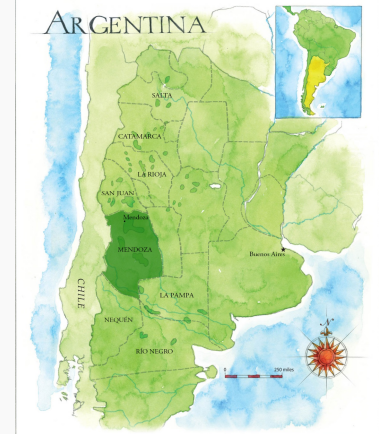 ARGENTINA
SALTA
CATAMARCA
LA RIOJA
SAN JUAN
Mendoza
MENDOZA
Buenos Aires
CHILE
LA PAMPA
NEQUÉN
RIO NEGRO
N
0 250 miles